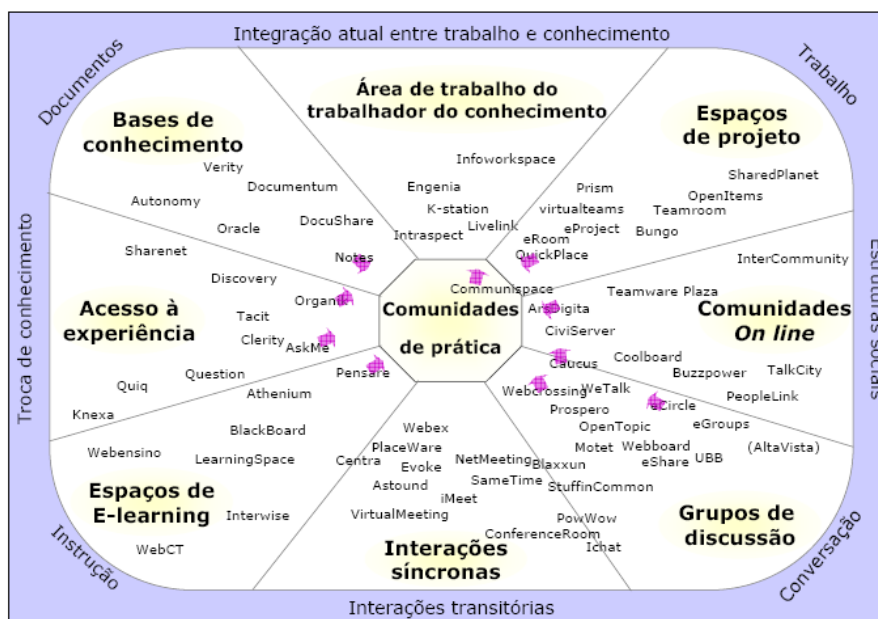 Integração atual entre trabalho e conhecimento
Documentos
Trabalho
Área de trabalho do
trabalhador do conhecimento
Bases de
conhecimento
Espaços
de projeto
Verity
Infoworkspace
SharedPlanet
Documentum
Engenia
Prism
OpenItems
Autonomy
K-station
virtualteams
Teamroom
DocuShare
Livelink
eProject
Bungo
Oracle
Intraspect
eRoom
Sharenet
Notes
QuickPlace
InterCommunity
Discovery
Communispace
Teamware Plaza
Troca de conhecimento
Estruturas sociais
Organik
ArsDigita
Acesso à
experiência
Comunidades
de prática
Comunidades
On line
Tacit
CiviServer
Clerity
AskMe
Caucus
Coolboard
Pensare
Buzzpower
TalkCity
Question
Quiq
Athenium
Webcrossing
WeTalk
PeopleLink
Knexa
Prospero
eCircle
BlackBoard
Webex
OpenTopic
eGroups
Webensino
PlaceWare
Motet
Webboard
(AltaVista)
LearningSpace
Centra
Evoke
NetMeeting
Blaxxun
eShare
UBB
Astound
SameTime
StuffinCommon
Espaços de
E-learning
iMeet
Interwise
VirtualMeeting
PowWow
Grupos de
discussão
ConferenceRoom
WebCT
Interações
síncronas
Ichat
Instrução
Conversação
Interações transitórias